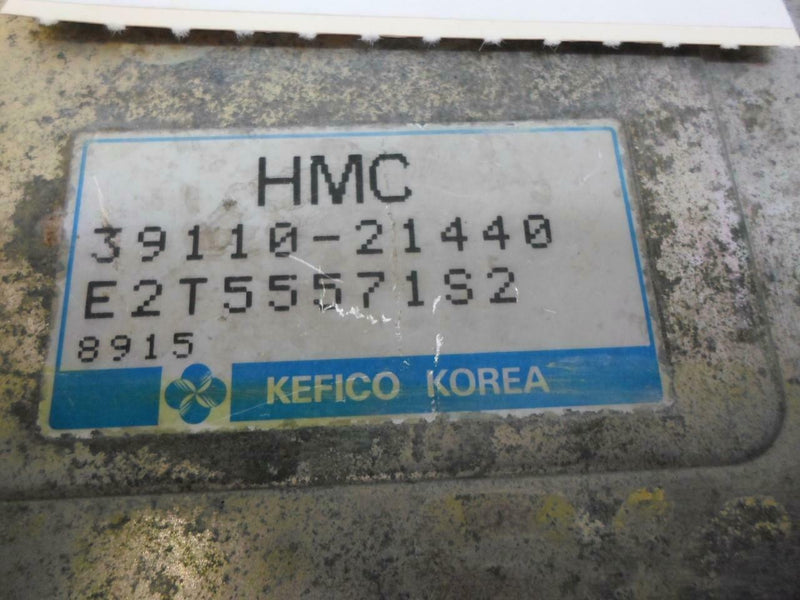 HMC
39110-21440
E2T55571S2
8915
KEFICO KOREA